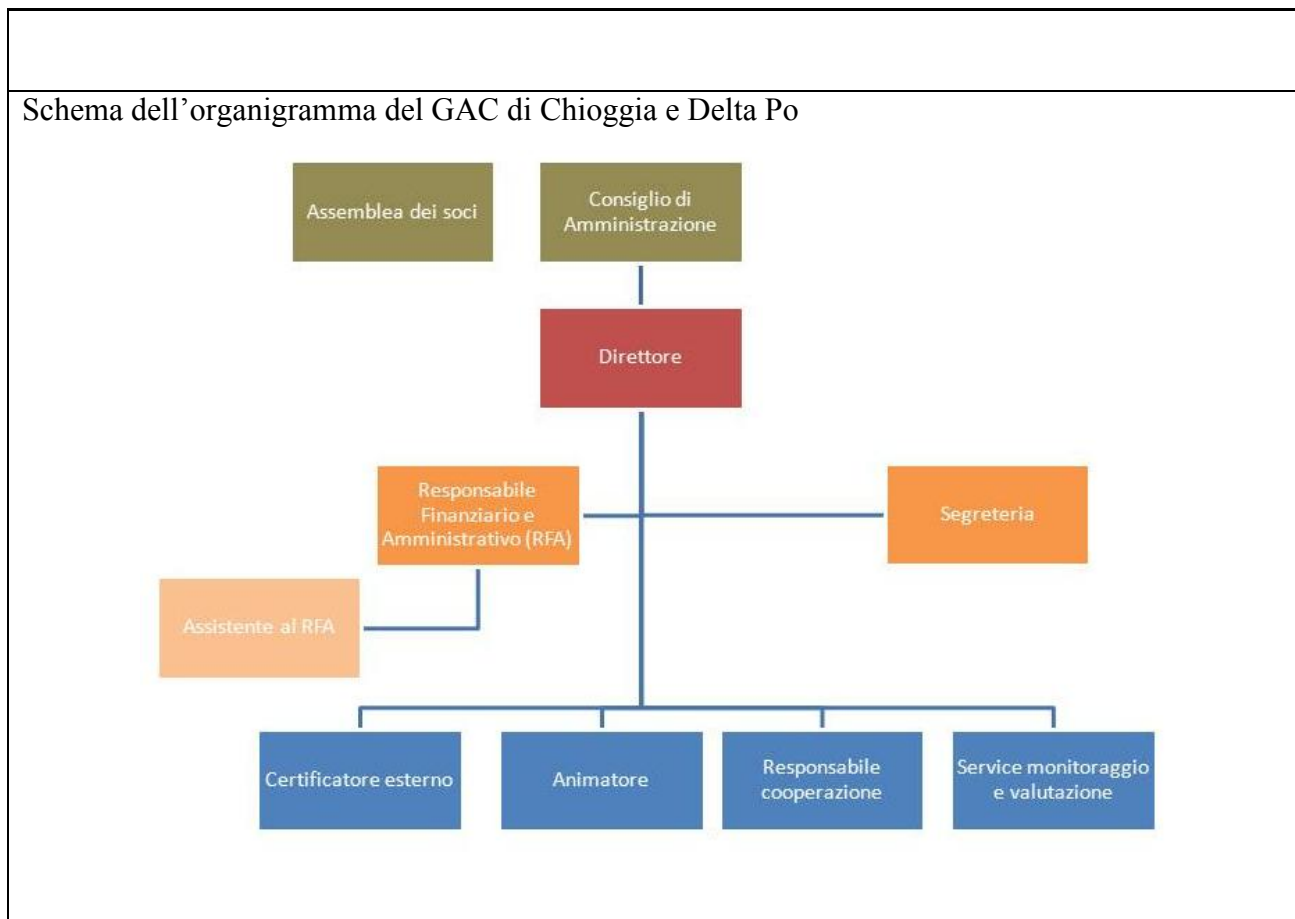 Schema dell’organigramma del GAC di Chioggia e Delta Po
Assemblea dei soci
Consiglio di
Amministrazione
Direttore
Responsabile
Finanziario e
Amministrativo (RFA)
Segreteria
Assistente al RFA
Certificatore esterno
Animatore
Responsabile
cooperazione
Service monitoraggio
e valutazione